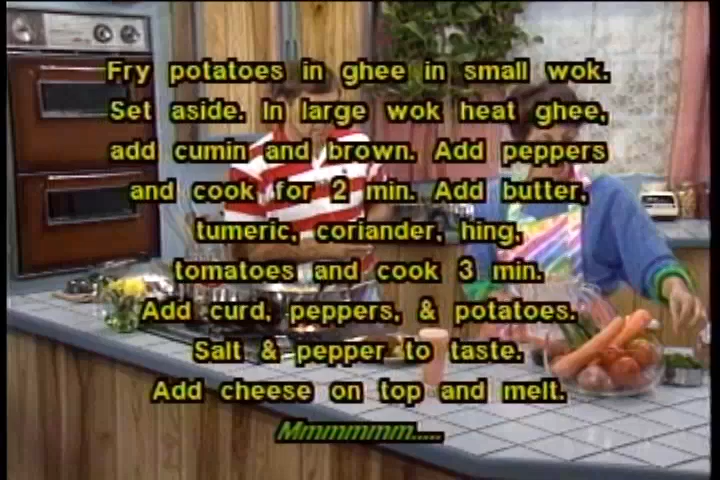 Fry potatoes in ghee in small wok.
Set aside. In large wok heat ghee,
add cumin and brown. Add peppers
and cook for 2 min. Add butter,
tumeric, coriander, hing,
tomatoes and cook 3 min.
Add curd, peppers, & potatoes.
Salt & pepper to taste.
Add cheese on top and melt.
Mmmmmm.....